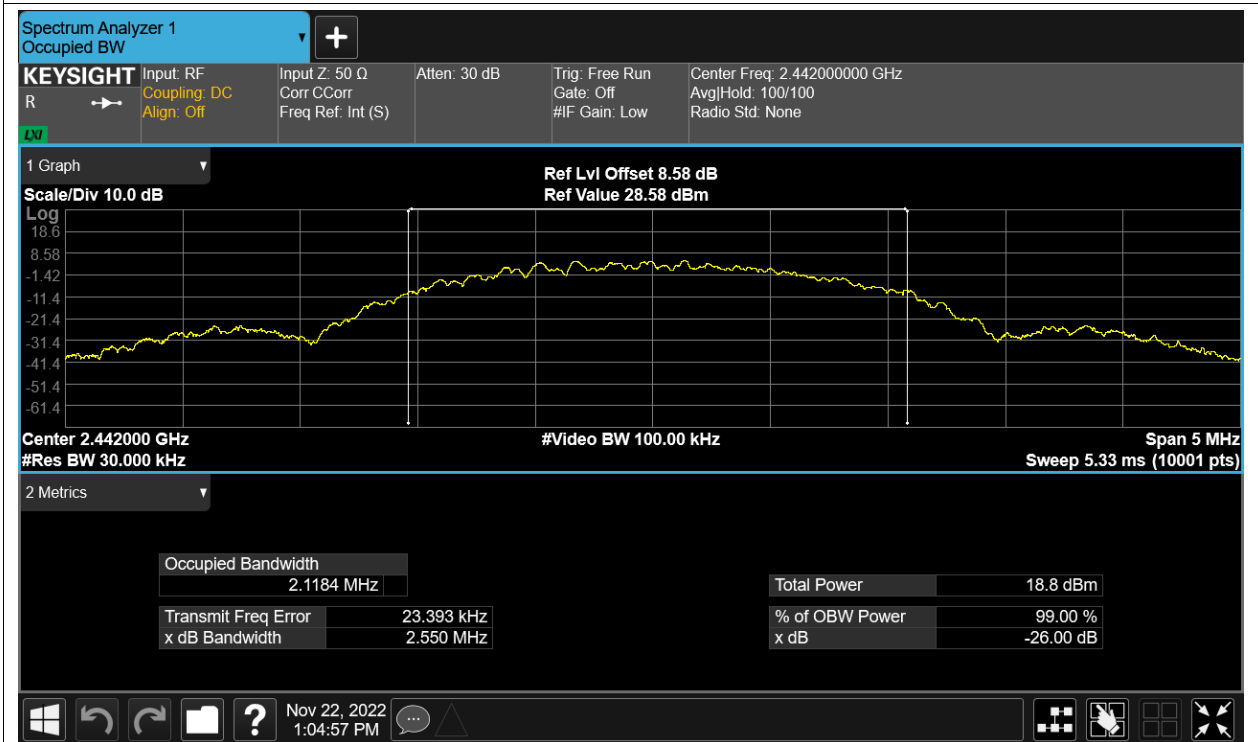 Spectrum Analyzer 1
Occupied BW
+
KEYSIGHT
R
LXI
Input: RF
Coupling: DC
Align: Off
Input Z: 50 Ω
Corr CCorr
Freq Ref: Int (S)
Atten: 30 dB
Trig: Free Run
Gate: Off
#IF Gain: Low
Center Freq: 2.442000000 GHz
Avg|Hold: 100/100
Radio Std: None
1 Graph
Scale/Div 10.0 dB
Ref Lvl Offset 8.58 dB
Ref Value 28.58 dBm
Log
18.6
8.58
-1.42
-11.4
-21.4
-31.4
-41.4
-51.4
-61.4
Center 2.442000 GHz
#Video BW 100.00 kHz
Span 5 MHz
#Res BW 30.000 kHz
Sweep 5.33 ms (10001 pts)
2 Metrics
Occupied Bandwidth
2.1184 MHz
Total Power 18.8 dBm
Transmit Freq Error 23.393 kHz
% of OBW Power 99.00 %
x dB Bandwidth 2.550 MHz
x dB -26.00 dB
?
Nov 22, 2022
1:04:57 PM